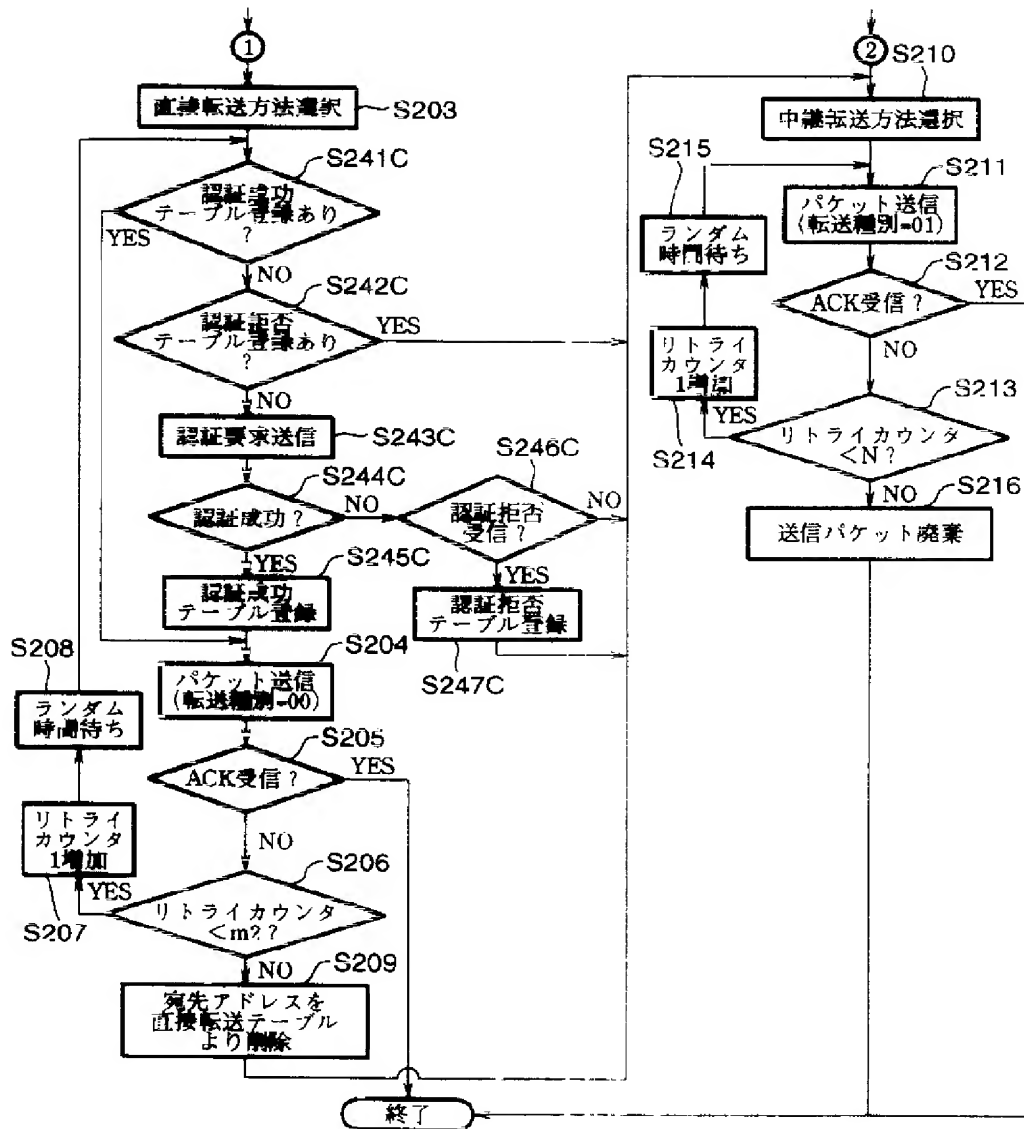 ①
直接転送方法選択
S203
S241C
認証成功
テーブル登録あり
?
YES
NO
S242C
認証拒否
テーブル登録あり
?
YES
NO
認証要求送信
S243C
S244C
認証成功?
NO
S246C
認証拒否
受信?
NO
YES
S245C
認証成功
テーブル登録
YES
認証拒否
テーブル登録
S247C
S204
パケット送信
(転送種別=00)
S208
ランダム
時間待ち
S205
ACK受信?
YES
NO
リトライ
カウンタ
1増加
S207
YES
S206
リトライカウンタ
<m2?
NO
S209
宛先アドレスを
直接転送テーブル
より削除
終了
②
S210
中継転送方法選択
S215
ランダム
時間待ち
S211
パケット送信
(転送種別=01)
S212
ACK受信?
YES
NO
リトライ
カウンタ
1増加
S214
YES
S213
リトライカウンタ
<N?
NO
S216
送信パケット廃棄